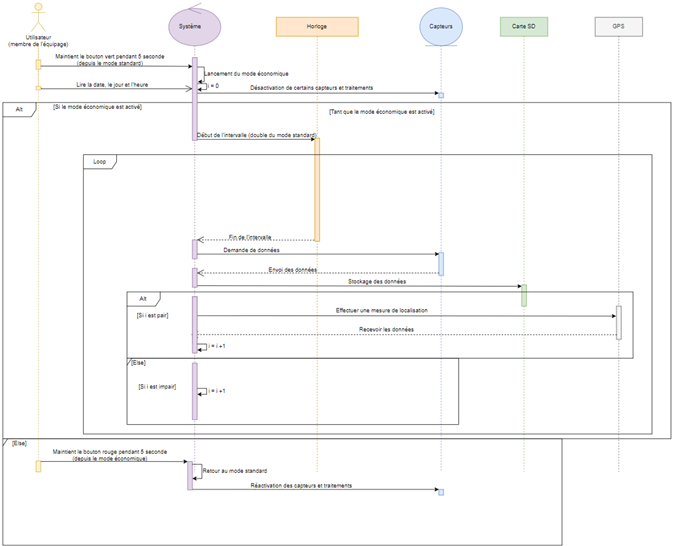 Utilisateur
(membre de l'équipage)
Système
Horloge
Capteurs
Carte SD
GPS
Maintient le bouton vert pendant 5 seconde
(depuis le mode standard)
Lancement du mode économique
Lire la date, le jour et l'heure
i = 0
Désactivation de certains capteurs et traitements
Alt
[Si le mode économique est activé]
[Tant que le mode économique est activé]
Début de l'intervalle (double du mode standard)
Loop
Fin de l'intervalle
Demande de données
Envoi des données
Stockage des données
Alt
[Si i est pair]
Effectuer une mesure de localisation
Recevoir les données
i = i +1
[Else]
[Si i est impair]
i = i +1
[Else]
Maintient le bouton rouge pendant 5 seconde
(depuis le mode économique)
Retour au mode standard
Réactivation des capteurs et traitements